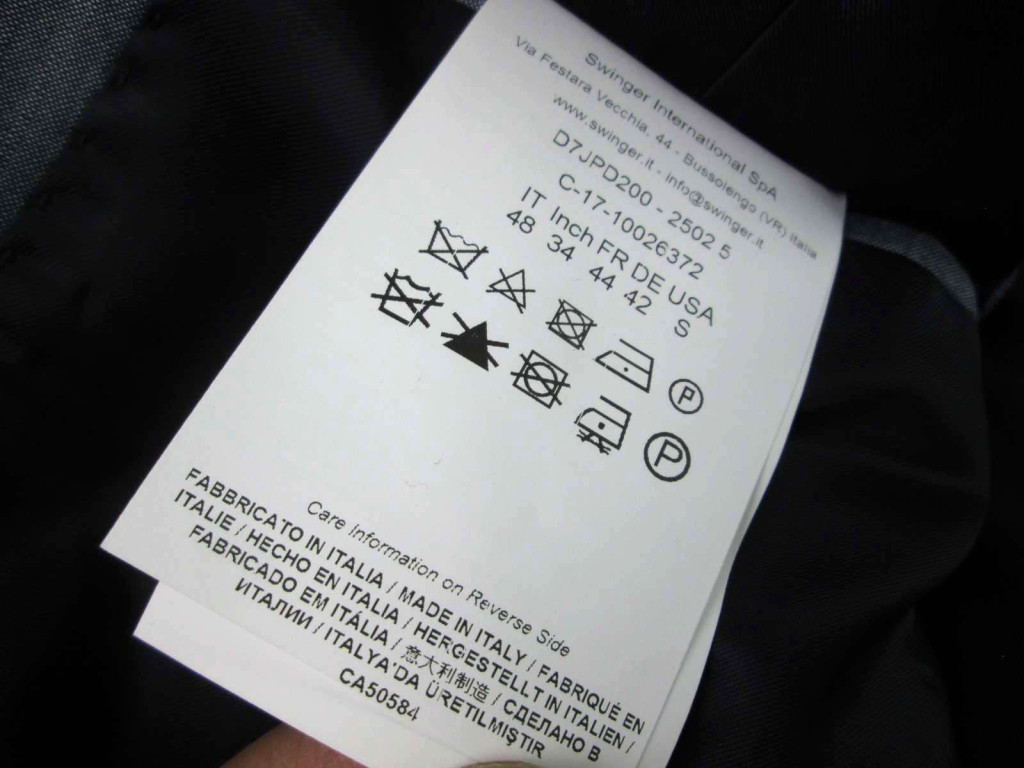 Swinger International SpA
Via Festara Vecchia, 44 - Bussolengo (VR) Italia
www.swinger.it - info@swinger.it
D7JPD200 - 2502 5
C-17-10026372
IT Inch FR DE USA
48 34 44 42 S
P
P
Care Information on Reverse Side
FABBRICATO IN ITALIA / MADE IN ITALY / FABRIQUÉ EN
ITALIE / HECHO EN ITALIA / HERGESTELLT IN ITALIEN /
FABRICADO EM ITÁLIA / 意大利制造 / СДЕЛАНО В
ИТАЛИИ / ITALYA'DA ÜRETILMIŞTIR
CA50584